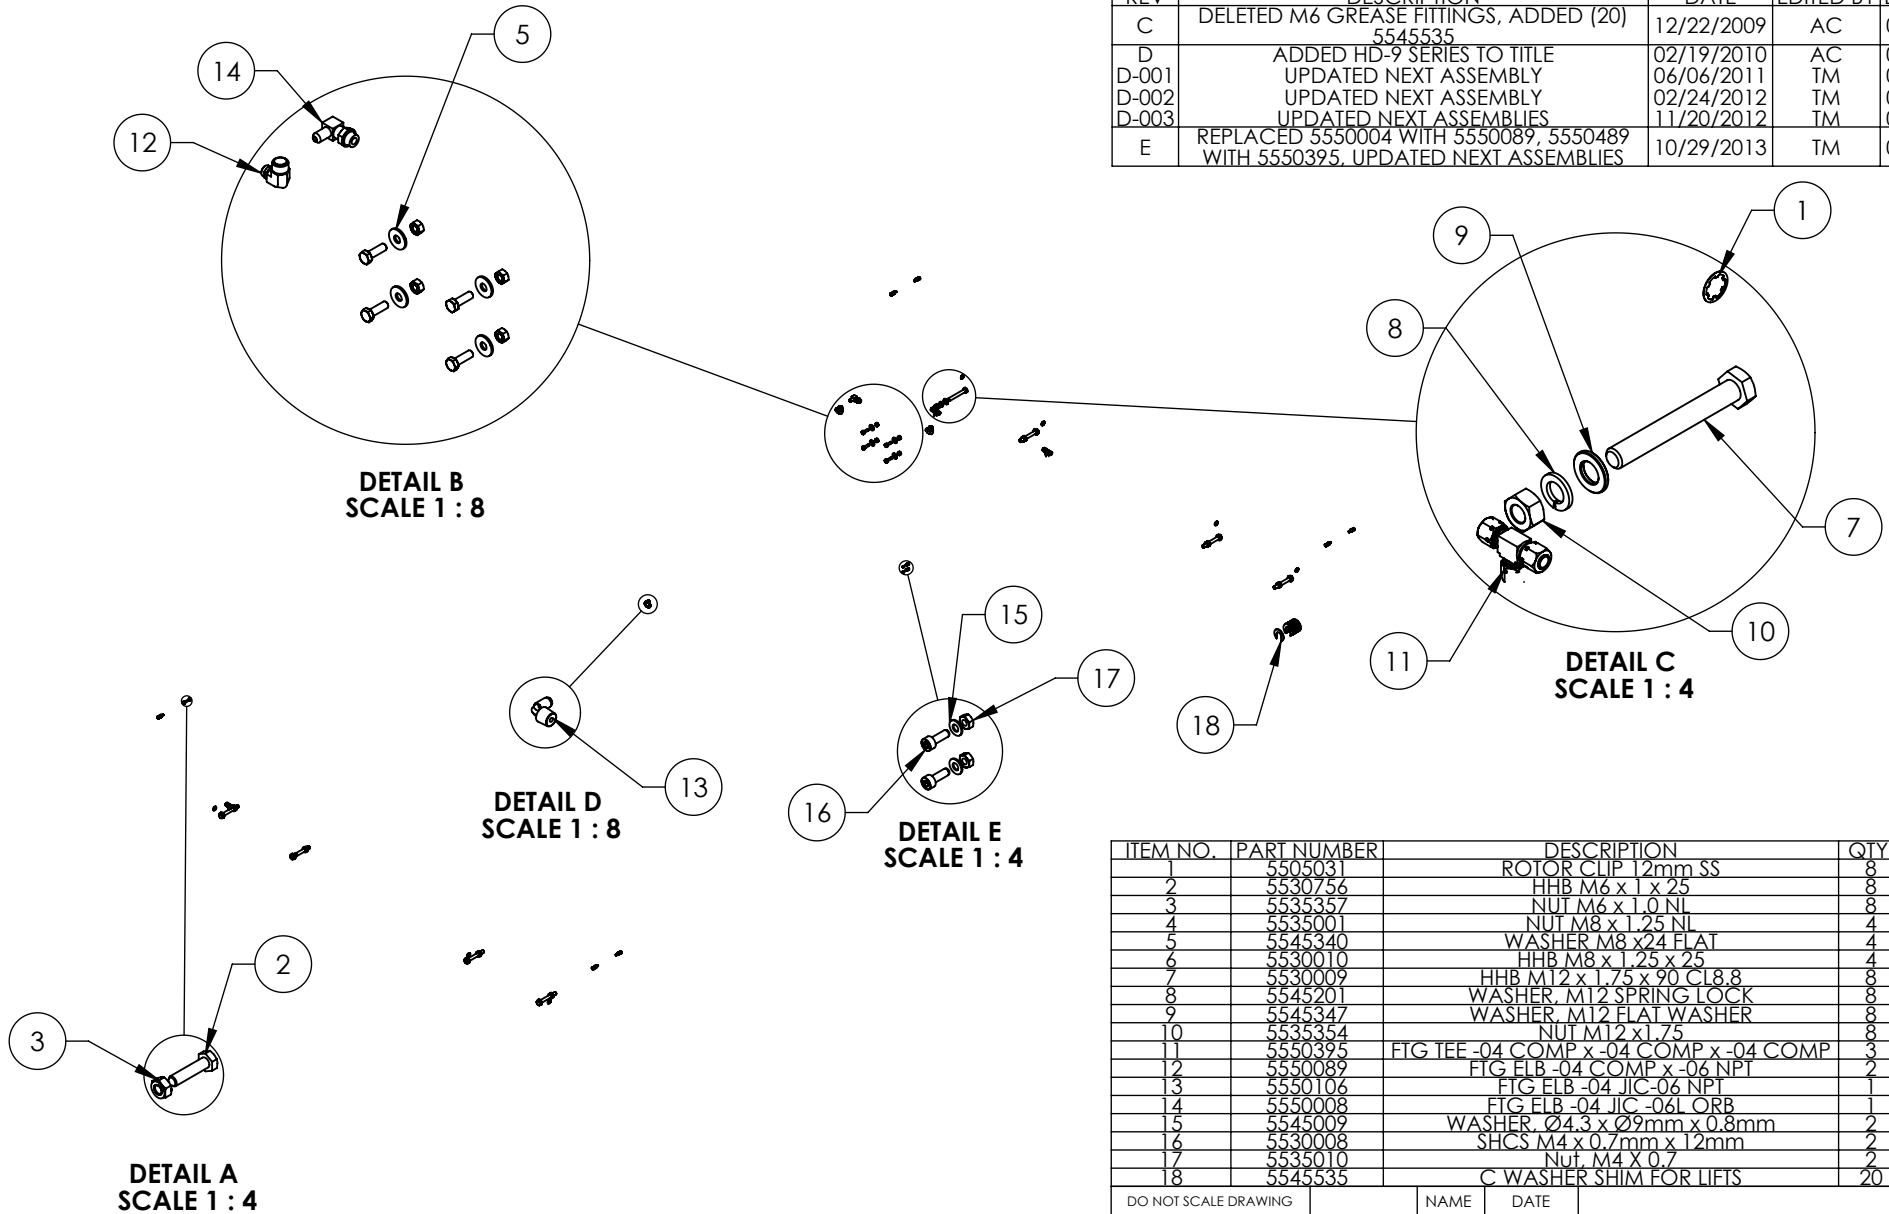 REV DESCRIPTION DATE EDITED BY
C DELETED M6 GREASE FITTINGS, ADDED (20) 5545535 12/22/2009 AC
D ADDED HD-9 SERIES TO TITLE 02/19/2010 AC
D-001 UPDATED NEXT ASSEMBLY 06/06/2011 TM
D-002 UPDATED NEXT ASSEMBLY 02/24/2012 TM
D-003 UPDATED NEXT ASSEMBLIES 11/20/2012 TM
E REPLACED 5550004 WITH 5550089, 5550489 WITH 5550395, UPDATED NEXT ASSEMBLIES 10/29/2013 TM
5
14
12
DETAIL B
SCALE 1 : 8
1
9
8
7
10
11
DETAIL C
SCALE 1 : 4
18
15
17
16
DETAIL E
SCALE 1 : 4
13
DETAIL D
SCALE 1 : 8
2
3
DETAIL A
SCALE 1 : 4
ITEM NO. PART NUMBER DESCRIPTION QTY
1 5505031 ROTOR CLIP 12mm SS 8
2 5530756 HHB M6 x 1 x 25 8
3 5535357 NUT M6 x 1.0 NL 8
4 5535001 NUT M8 x 1.25 NL 4
5 5545340 WASHER M8 x24 FLAT 4
6 5530010 HHB M8 x 1.25 x 25 4
7 5530009 HHB M12 x 1.75 x 90 CL8.8 8
8 5545201 WASHER, M12 SPRING LOCK 8
9 5545347 WASHER, M12 FLAT WASHER 8
10 5535354 NUT M12 x1.75 8
11 5550395 FTG TEE -04 COMP x -04 COMP x -04 COMP 3
12 5550089 FTG ELB -04 COMP x -06 NPT 2
13 5550106 FTG ELB -04 JIC-06 NPT 1
14 5550008 FTG ELB -04 JIC -06L ORB 1
15 5545009 WASHER, Ø4.3 x Ø9mm x 0.8mm 2
16 5530008 SHCS M4 x 0.7mm x 12mm 2
17 5535010 Nut, M4 X 0.7 2
18 5545535 C WASHER SHIM FOR LIFTS 20
DO NOT SCALE DRAWING NAME DATE